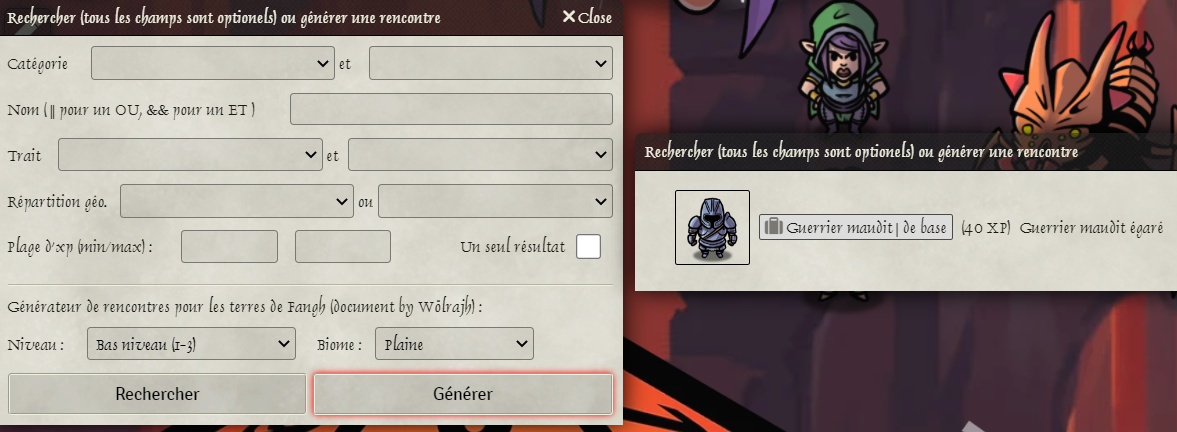 Rechercher (tous les champs sont optionels) ou générer une rencontre
Close
Catégorie et
Nom ( || pour un OU, && pour un ET )
Trait et
Répartition géo. ou
Plage d'xp (min/max) : Un seul résultat
Générateur de rencontres pour les terres de Fangh (document by Wôlrajh) :
Niveau : Bas niveau (1-3) Biome : Plaine
Rechercher Générer
Rechercher (tous les champs sont optionels) ou générer une rencontre
Guerrier maudit | de base (40 XP) Guerrier maudit égaré